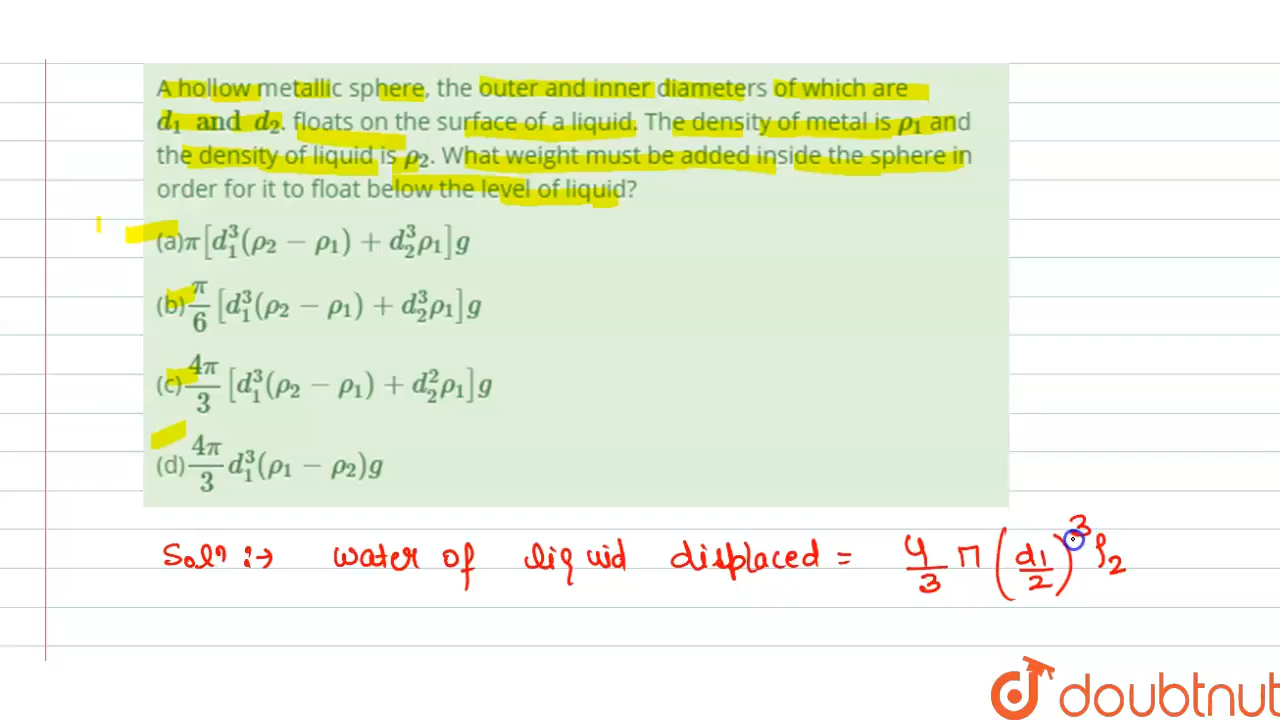 A hollow metallic sphere, the outer and inner diameters of which are
d₁ and d₂. floats on the surface of a liquid. The density of metal is ρ₁ and
the density of liquid is ρ₂. What weight must be added inside the sphere in
order for it to float below the level of liquid?
(a)π[d₁³(ρ₂ − ρ₁) + d₂³ρ₁]g
(b)π/6 [d₁³(ρ₂ − ρ₁) + d₂³ρ₁]g
(c)4π/3 [d₁³(ρ₂ − ρ₁) + d₂²ρ₁]g
(d)4π/3 d₁³(ρ₁ − ρ₂)g
Solⁿ :→ water of liquid displaced = 4/3 π (d₁/2)³ ρ₂
doubtnut